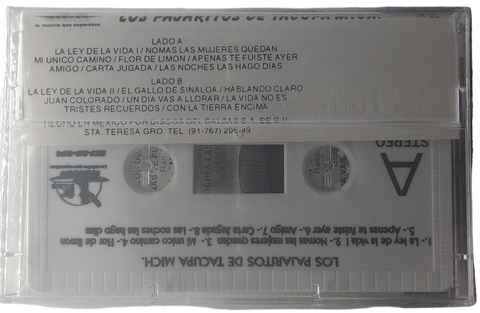 la musica que esperabas
LOS PAJARITOS DE TACUPA MICH.
LADO A
LA LEY DE LA VIDA I / NOMAS LAS MUJERES QUEDAN
MI UNICO CAMINO / FLOR DE LIMON / APENAS TE FUISTE AYER
AMIGO / CARTA JUGADA / LAS NOCHES LAS HAGO DIAS
LADO B
LA LEY DE LA VIDA II / EL GALLO DE SINALOA / HABLANDO CLARO
JUAN COLORADO / UN DIA VAS A LLORAR / LA VIDA NO ES
TRISTES RECUERDOS / CON LA TIERRA ENCIMA
HECHO EN MEXICO POR DISCOS DEL BALSAS
STA. TERESA GRO. TEL. (91-767) 206-49
A
STEREO
5.- Apenas te fuiste ayer 6.- Amigo 7.- Carta Jugada 8.- Las noches las hago dias
1.- La ley de la vida I 2.- Nomas las mujeres quedan 3.- Mi unico camino 4.- Flor de limon
LOS PAJARITOS DE TACUPA MICH.